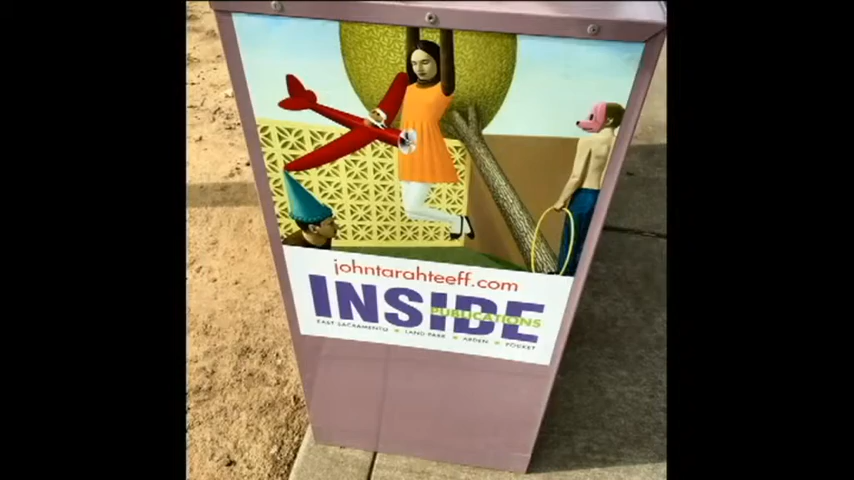 johntarahteeff.com
INSIDE
PUBLICATIONS
EAST SACRAMENTO LAND PARK ARDEN POCKET